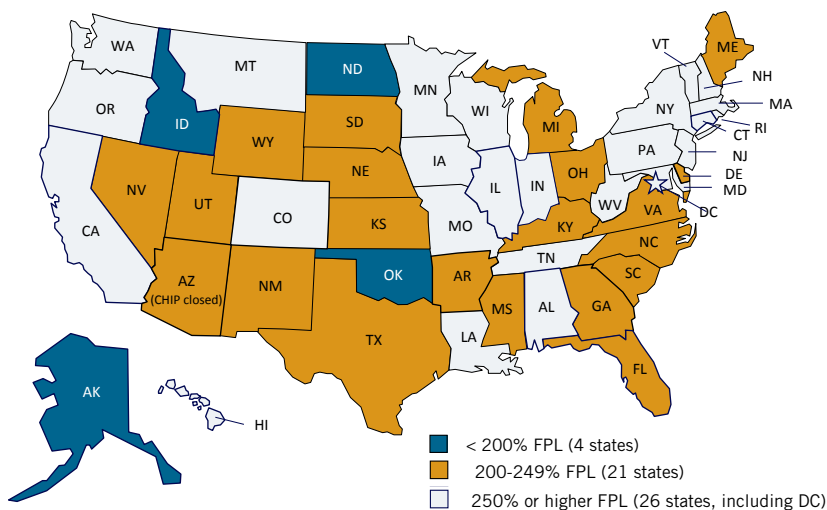 WA
MT
ND
MN
VT
ME
NH
OR
ID
SD
WI
MI
NY
MA
RI
CT
WY
IA
PA
NJ
NE
OH
DE
MD
NV
UT
CO
IL
IN
WV
VA
DC
CA
KS
MO
KY
NC
TN
AZ
(CHIP closed)
NM
OK
AR
SC
MS
AL
GA
TX
LA
FL
AK
HI
< 200% FPL (4 states)
200-249% FPL (21 states)
250% or higher FPL (26 states, including DC)